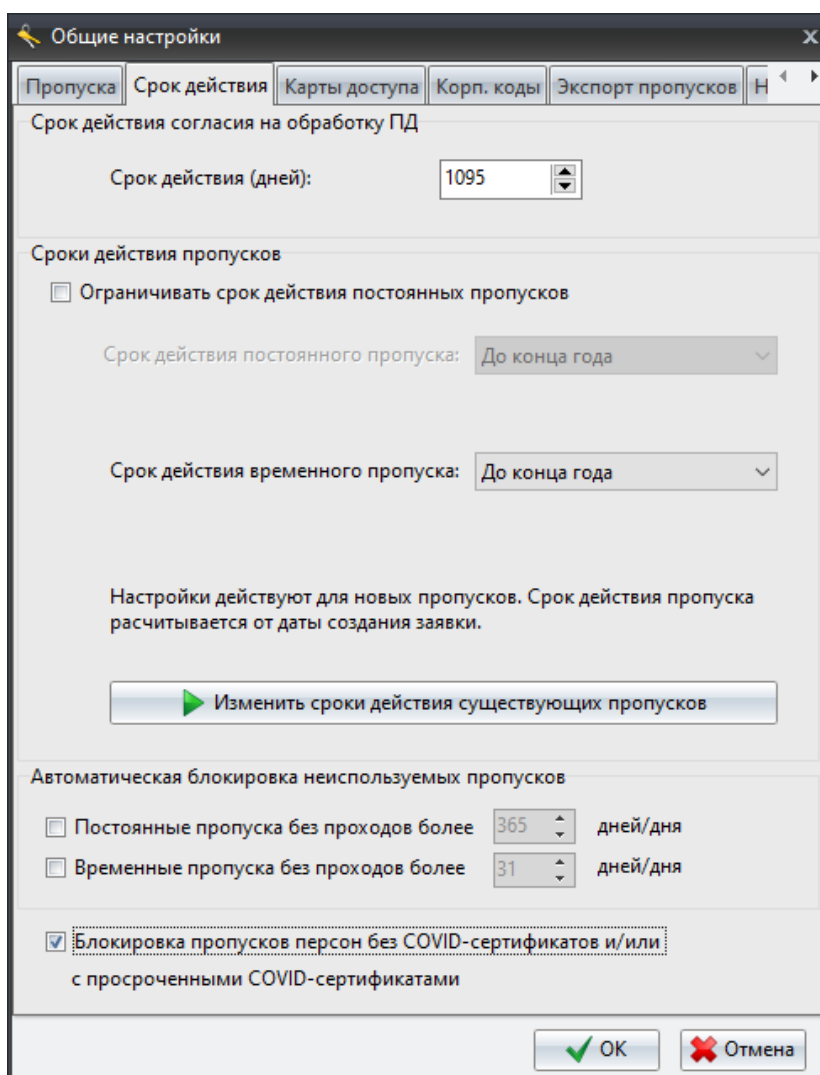 Общие настройки
Пропуска Срок действия Карты доступа Корп. коды Экспорт пропусков Н
Срок действия согласия на обработку ПД
Срок действия (дней): 1095
Сроки действия пропусков
Ограничивать срок действия постоянных пропусков
Срок действия постоянного пропуска: До конца года
Срок действия временного пропуска: До конца года
Настройки действуют для новых пропусков. Срок действия пропуска
расчитывается от даты создания заявки.
Изменить сроки действия существующих пропусков
Автоматическая блокировка неиспользуемых пропусков
Постоянные пропуска без проходов более 365 дней/дня
Временные пропуска без проходов более 31 дней/дня
Блокировка пропусков персон без COVID-сертификатов и/или
с просроченными COVID-сертификатами
OK Отмена